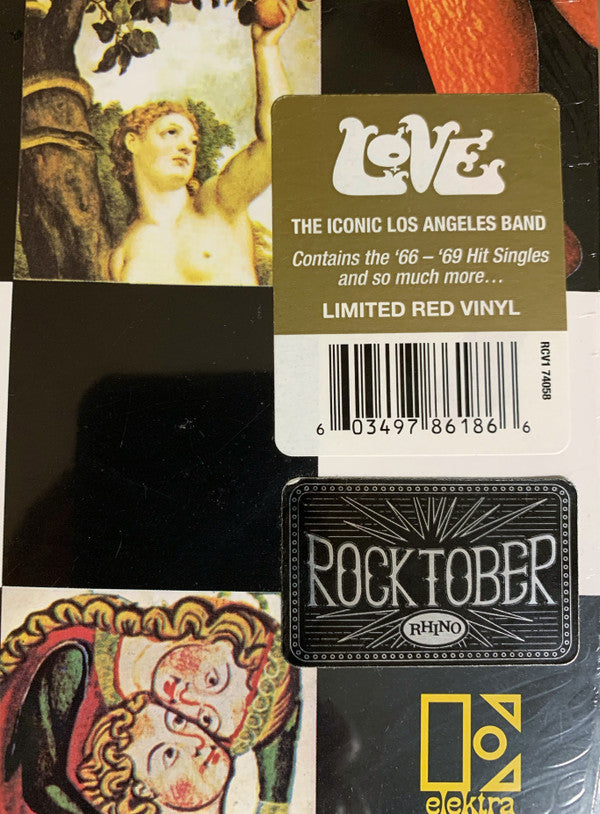 LOVE
THE ICONIC LOS ANGELES BAND
Contains the ‘66 – ‘69 Hit Singles
and so much more...
LIMITED RED VINYL
RCV1 74058
6 03497 86186 6
ROCKTOBER
RHINO
elektra